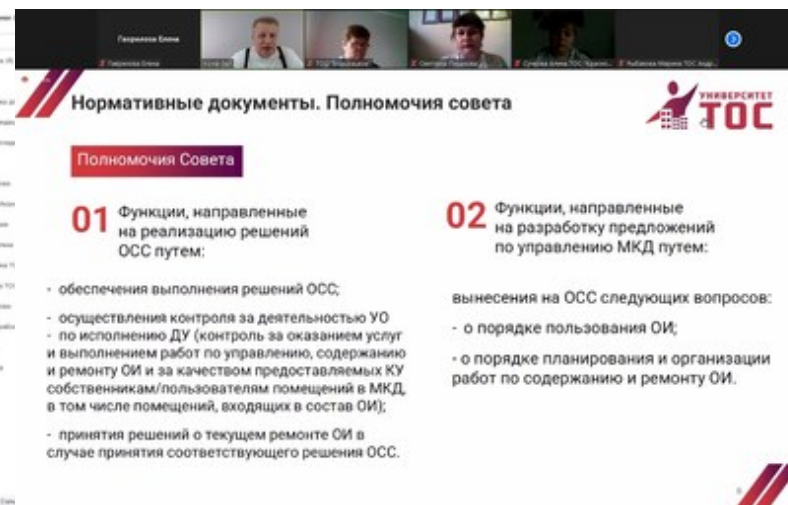 Гаврилова Елена
Гаврилова Елена
Нормативные документы. Полномочия совета
УНИВЕРСИТЕТ
ТОС
Полномочия Совета
01 Функции, направленные
на реализацию решений
ОСС путем:
- обеспечения выполнения решений ОСС;
- осуществления контроля за деятельностью УО
- по исполнению ДУ (контроль за оказанием услуг
и выполнением работ по управлению, содержанию
и ремонту ОИ и за качеством предоставляемых КУ
собственникам/пользователям помещений в МКД,
в том числе помещений, входящих в состав ОИ);
- принятия решений о текущем ремонте ОИ в
случае принятия соответствующего решения ОСС.
02 Функции, направленные
на разработку предложений
по управлению МКД путем:
вынесения на ОСС следующих вопросов:
- о порядке пользования ОИ;
- о порядке планирования и организации
работ по содержанию и ремонту ОИ.